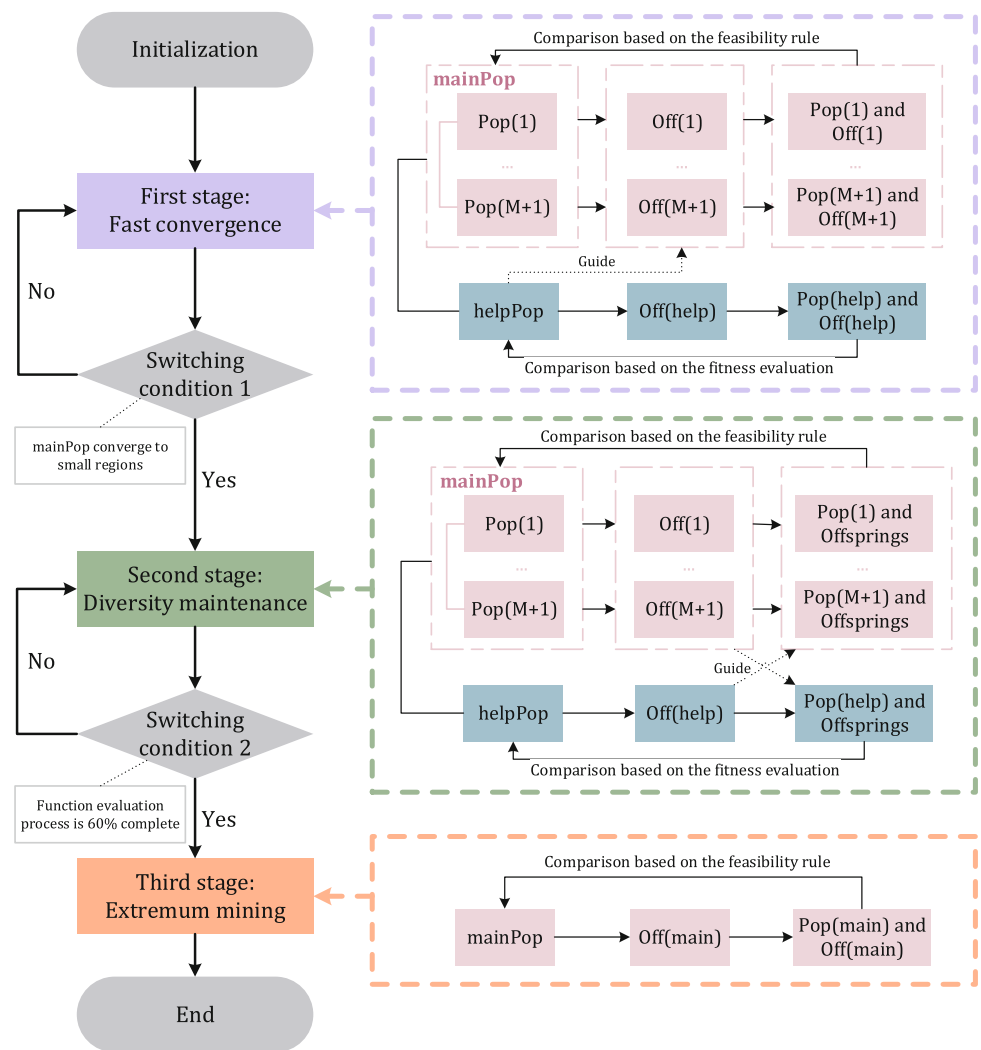 Initialization
First stage:
Fast convergence
No
Switching
condition 1
mainPop converge to
small regions
Yes
Second stage:
Diversity maintenance
No
Switching
condition 2
Function evaluation
process is 60% complete
Yes
Third stage:
Extremum mining
End
Comparison based on the feasibility rule
mainPop
Pop(1)
Off(1)
Pop(1) and
Off(1)
...
...
...
Pop(M+1)
Off(M+1)
Pop(M+1) and
Off(M+1)
Guide
helpPop
Off(help)
Pop(help) and
Off(help)
Comparison based on the fitness evaluation
Comparison based on the feasibility rule
mainPop
Pop(1)
Off(1)
Pop(1) and
Offsprings
...
...
...
Pop(M+1)
Off(M+1)
Pop(M+1) and
Offsprings
Guide
helpPop
Off(help)
Pop(help) and
Offsprings
Comparison based on the fitness evaluation
Comparison based on the feasibility rule
mainPop
Off(main)
Pop(main) and
Off(main)